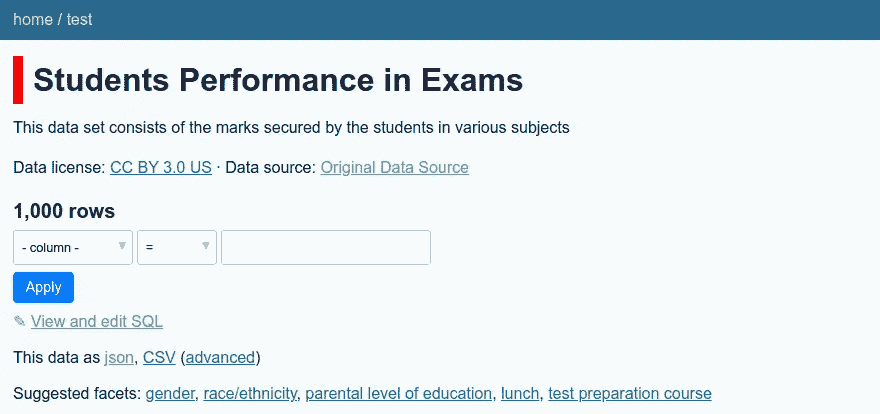 home / test
Students Performance in Exams
This data set consists of the marks secured by the students in various subjects
Data license: CC BY 3.0 US · Data source: Original Data Source
1,000 rows
- column - =
Apply
✎ View and edit SQL
This data as json, CSV (advanced)
Suggested facets: gender, race/ethnicity, parental level of education, lunch, test preparation course